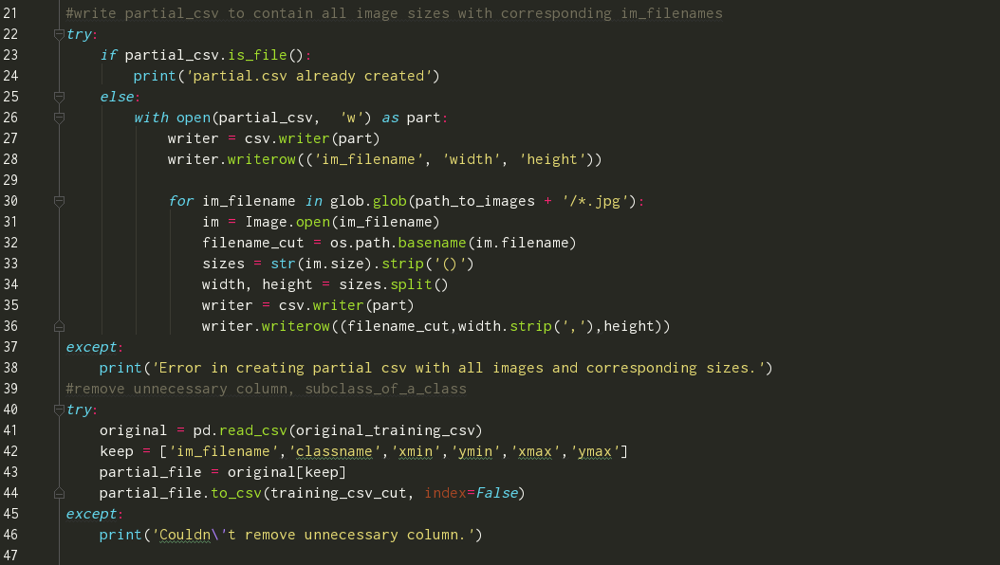 21 #write partial_csv to contain all image sizes with corresponding im_filenames
22 try:
23     if partial_csv.is_file():
24         print('partial.csv already created')
25     else:
26         with open(partial_csv,  'w') as part:
27             writer = csv.writer(part)
28             writer.writerow(('im_filename', 'width', 'height'))
29
30             for im_filename in glob.glob(path_to_images + '/*.jpg'):
31                 im = Image.open(im_filename)
32                 filename_cut = os.path.basename(im.filename)
33                 sizes = str(im.size).strip('()')
34                 width, height = sizes.split()
35                 writer = csv.writer(part)
36                 writer.writerow((filename_cut,width.strip(','),height))
37 except:
38     print('Error in creating partial csv with all images and corresponding sizes.')
39 #remove unnecessary column, subclass_of_a_class
40 try:
41     original = pd.read_csv(original_training_csv)
42     keep = ['im_filename','classname','xmin','ymin','xmax','ymax']
43     partial_file = original[keep]
44     partial_file.to_csv(training_csv_cut, index=False)
45 except:
46     print('Couldn\'t remove unnecessary column.')
47